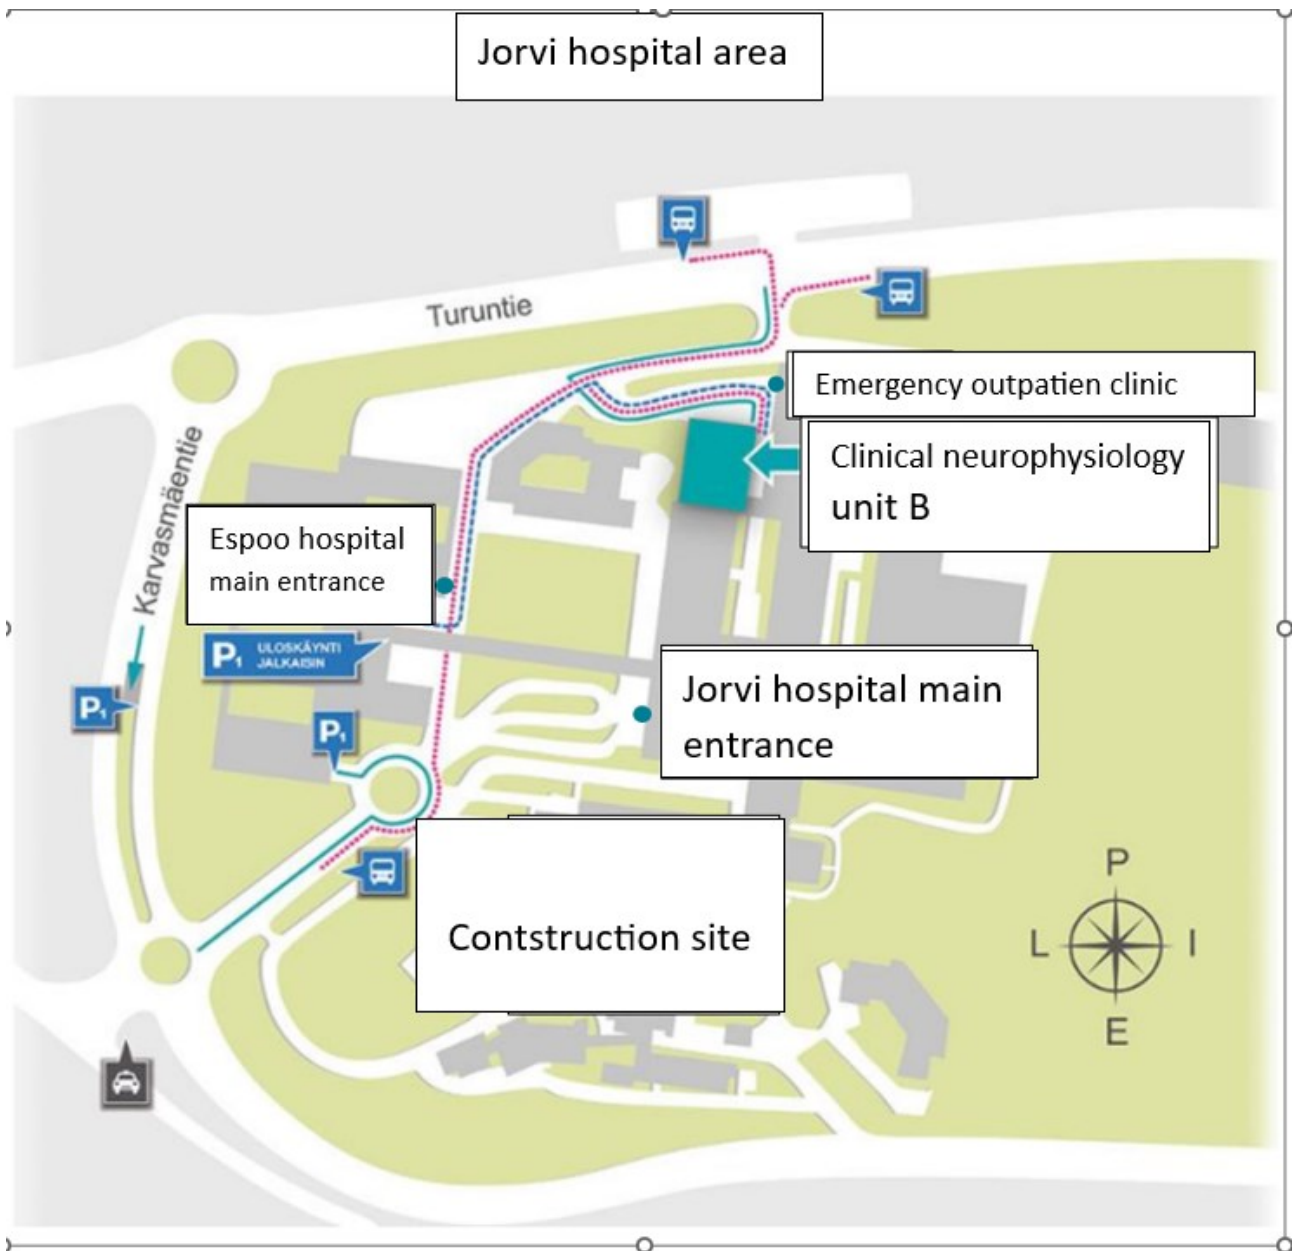 Jorvi hospital area
Turuntie
Emergency outpatien clinic
Clinical neurophysiology
unit B
Karvasmäentie
Espoo hospital
main entrance
P1 ULOSKÄYNTI
JALKAISIN
P1
P1
Jorvi hospital main
entrance
Contstruction site
P
L I
E